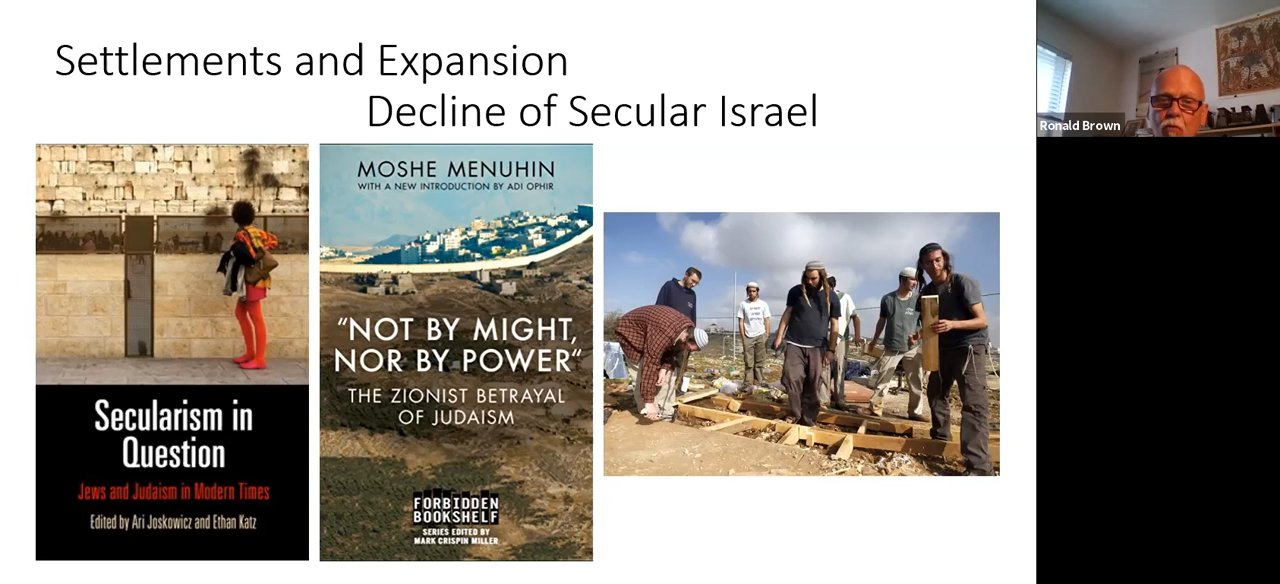 Settlements and Expansion
Decline of Secular Israel
Secularism in
Question
Jews and Judaism in Modern Times
Edited by Ari Joskowicz and Ethan Katz
MOSHE MENUHIN
WITH A NEW INTRODUCTION BY ADI OPHIR
"NOT BY MIGHT,
NOR BY POWER"
THE ZIONIST BETRAYAL
OF JUDAISM
FORBIDDEN
BOOKSHELF
SERIES EDITED BY
MARK CRISPIN MILLER
Ronald Brown